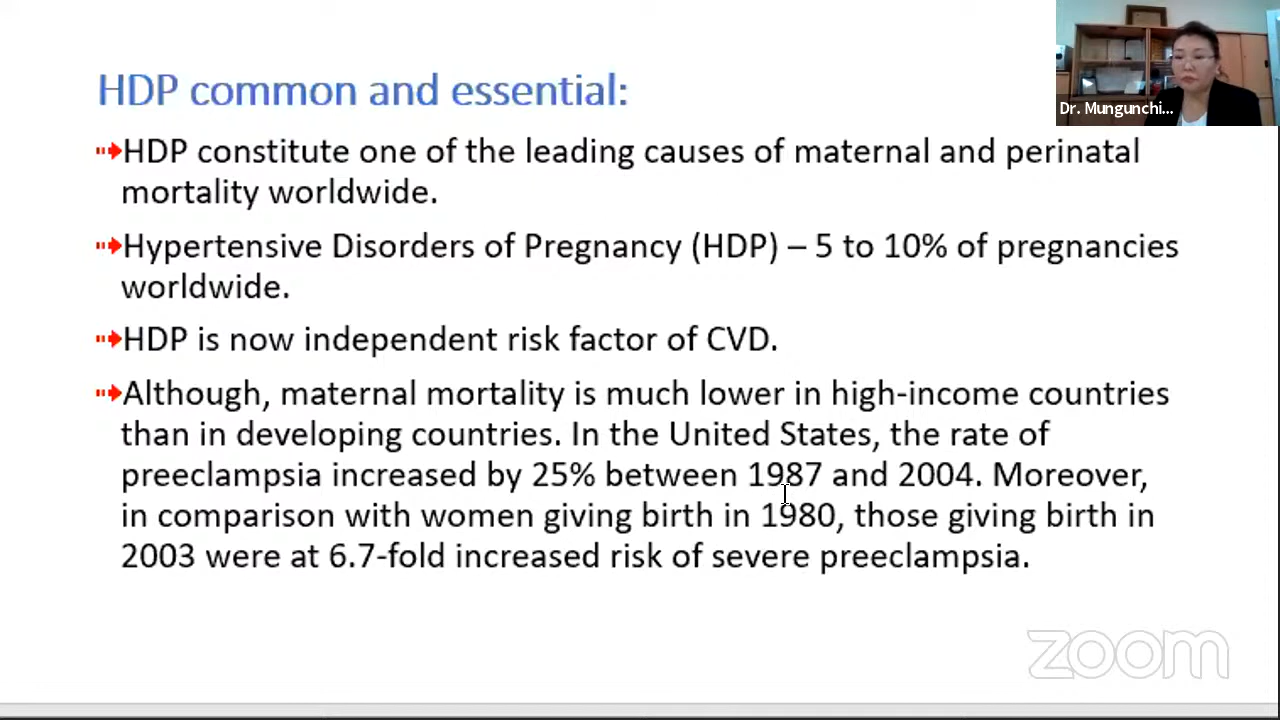 HDP common and essential:
HDP constitute one of the leading causes of maternal and perinatal
mortality worldwide.
Hypertensive Disorders of Pregnancy (HDP) – 5 to 10% of pregnancies
worldwide.
HDP is now independent risk factor of CVD.
Although, maternal mortality is much lower in high-income countries
than in developing countries. In the United States, the rate of
preeclampsia increased by 25% between 1987 and 2004. Moreover,
in comparison with women giving birth in 1980, those giving birth in
2003 were at 6.7-fold increased risk of severe preeclampsia.
Dr. Mungunchi...
zoom